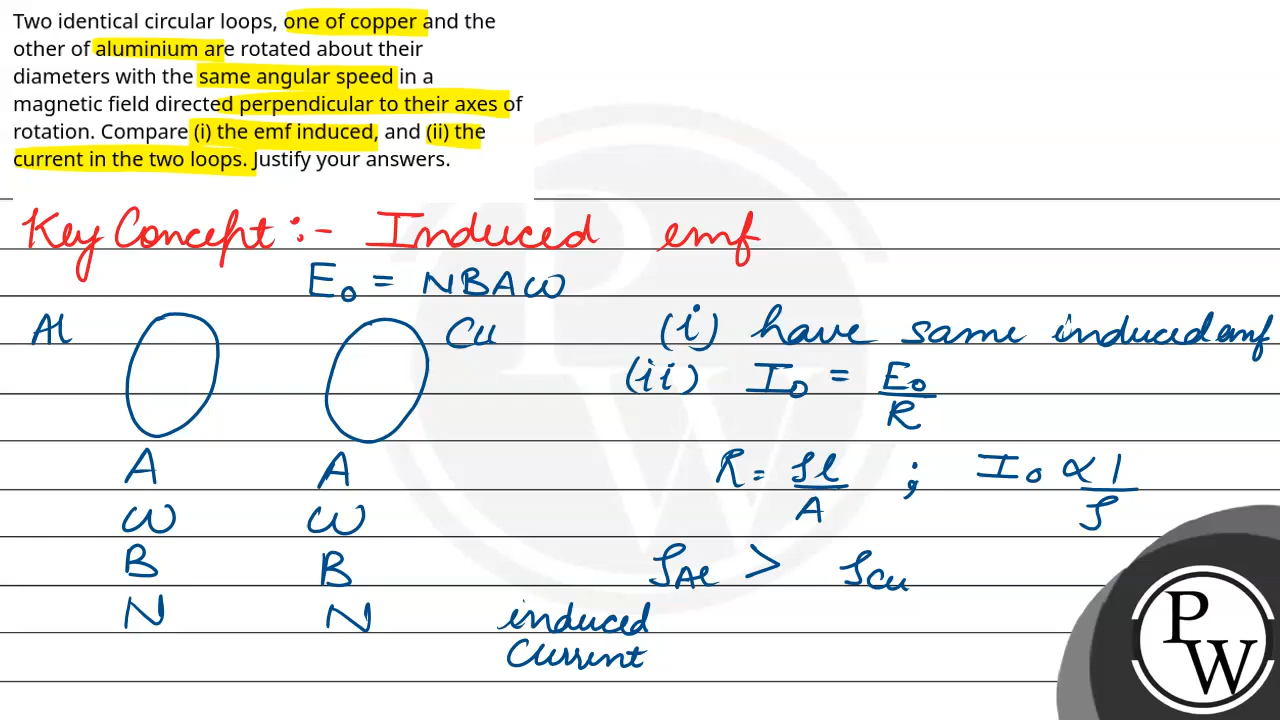 Two identical circular loops, one of copper and the
other of aluminium are rotated about their
diameters with the same angular speed in a
magnetic field directed perpendicular to their axes of
rotation. Compare (i) the emf induced, and (ii) the
current in the two loops. Justify your answers.
Key Concept :- Induced emf
E₀ = NBAω
Al Cu (i) have same induced emf
(ii) I₀ = E₀/R
A A R = ρl/A ; I₀ ∝ 1/ρ
ω ω
B B ρAl > ρCu
N N induced
Current
PW
PW